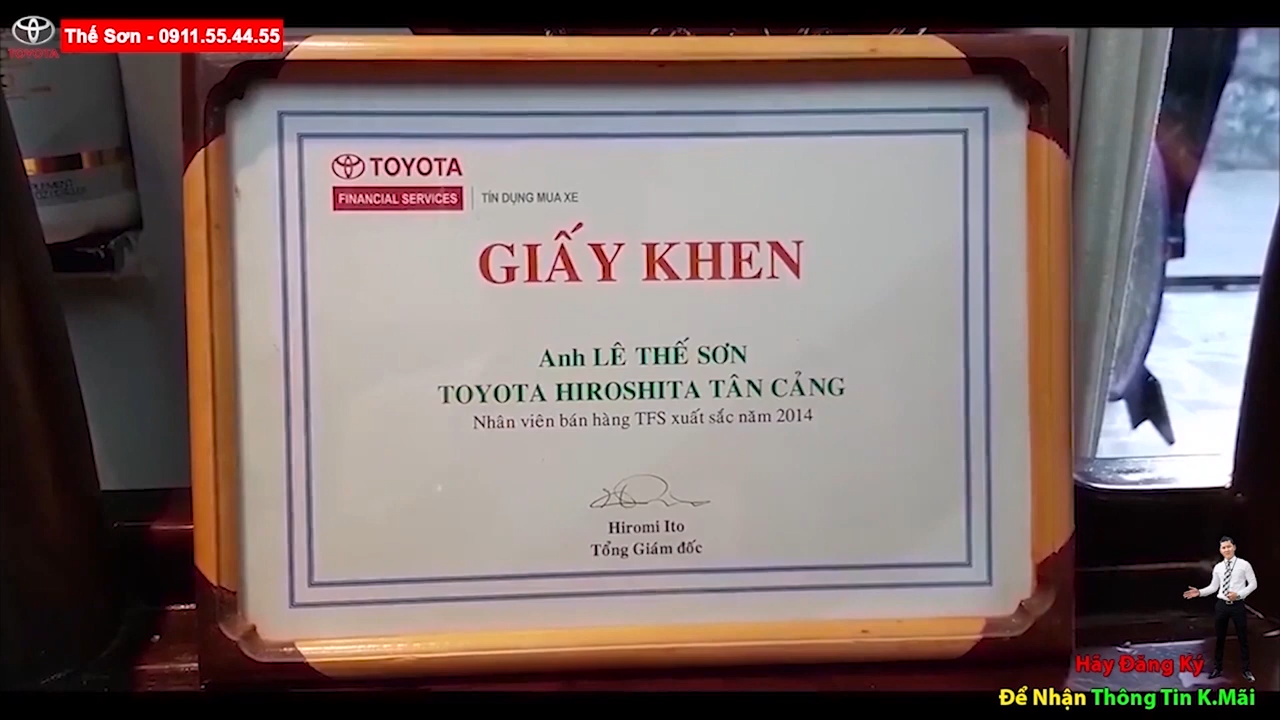 TOYOTA
Thế Sơn - 0911.55.44.55
TOYOTA
FINANCIAL SERVICES
TÍN DỤNG MUA XE
GIẤY KHEN
Anh LÊ THẾ SƠN
TOYOTA HIROSHITA TÂN CẢNG
Nhân viên bán hàng TFS xuất sắc năm 2014
Hiromi Ito
Tổng Giám đốc
Hãy Đăng Ký
Để Nhận Thông Tin K.Mãi